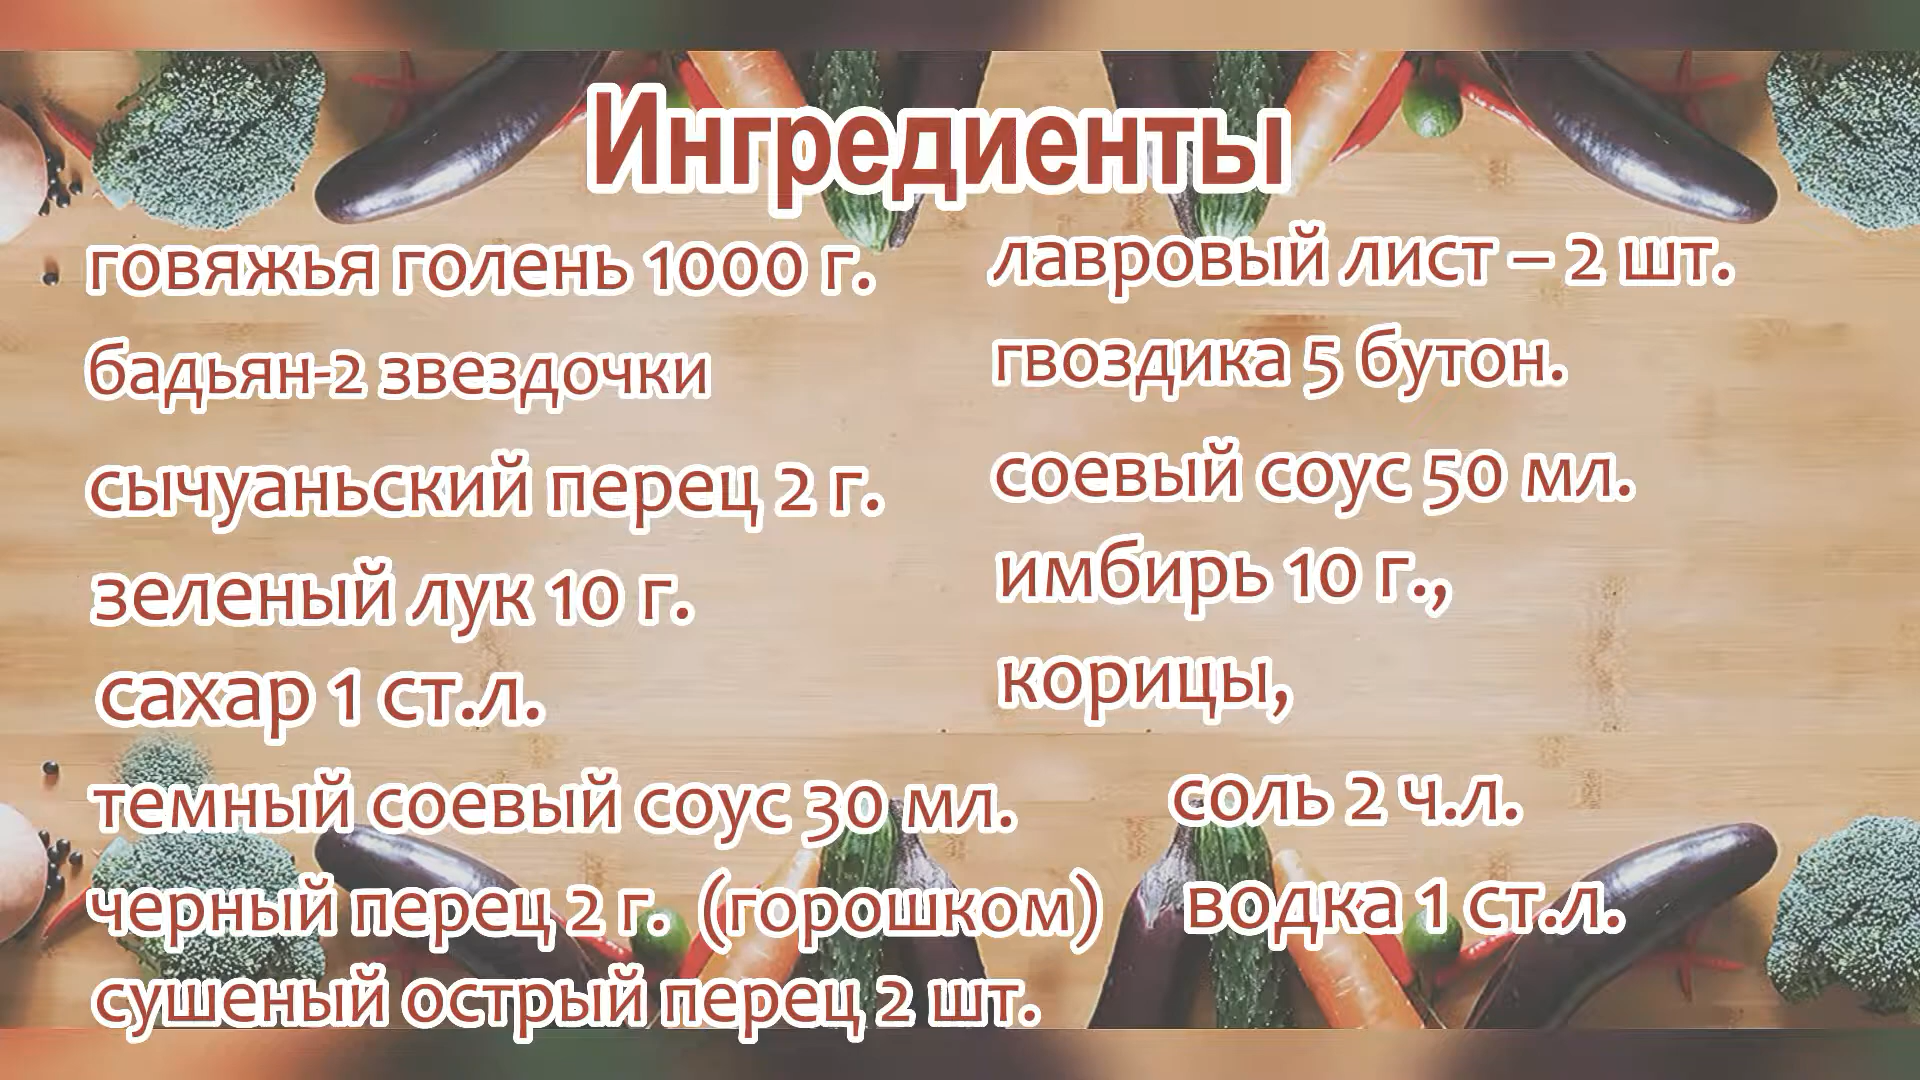 Ингредиенты
говяжья голень 1000 г.
бадьян-2 звездочки
сычуаньский перец 2 г.
зеленый лук 10 г.
сахар 1 ст.л.
темный соевый соус 30 мл.
черный перец 2 г. (горошком)
сушеный острый перец 2 шт.
лавровый лист – 2 шт.
гвоздика 5 бутон.
соевый соус 50 мл.
имбирь 10 г.,
корицы,
соль 2 ч.л.
водка 1 ст.л.